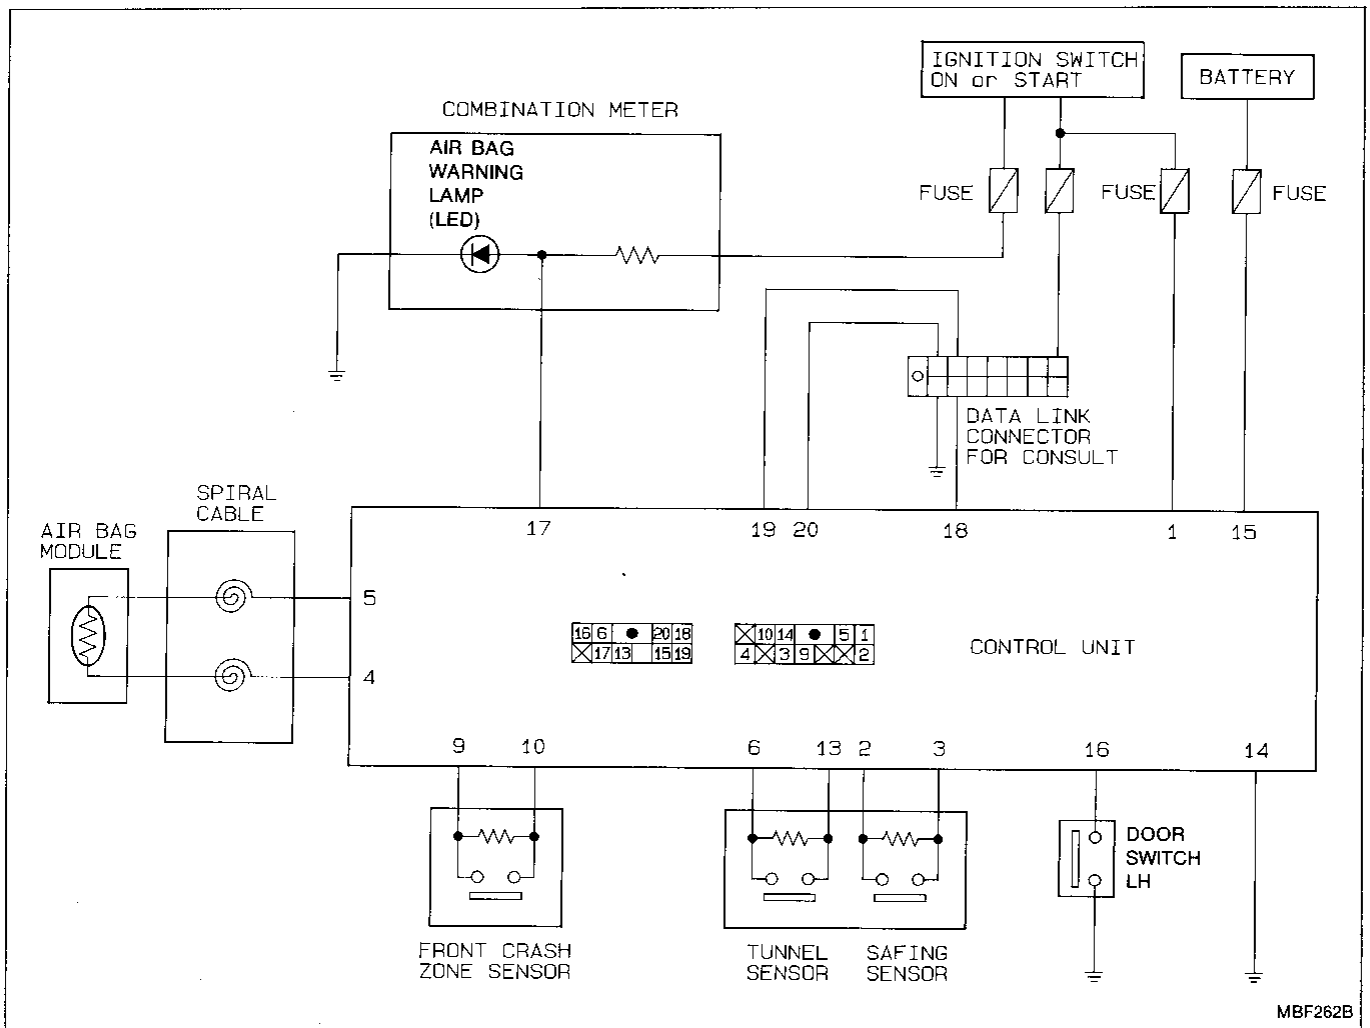 IGNITION SWITCH
ON or START
BATTERY
COMBINATION METER
AIR BAG
WARNING
LAMP
(LED)
FUSE
FUSE
FUSE
DATA LINK
CONNECTOR
FOR CONSULT
SPIRAL
CABLE
AIR BAG
MODULE
17
19
20
18
1
15
5
4
16 6 20 18
17 13 15 19
10 14 5 1
4 3 9 2
CONTROL UNIT
9
10
6
13
2
3
16
14
DOOR
SWITCH
LH
FRONT CRASH
ZONE SENSOR
TUNNEL
SENSOR
SAFING
SENSOR
MBF262B